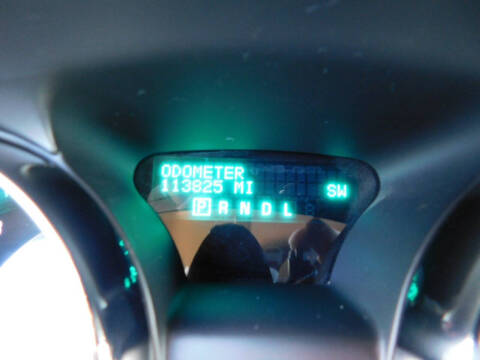 ODOMETER
113825 MI SW
P R N D L